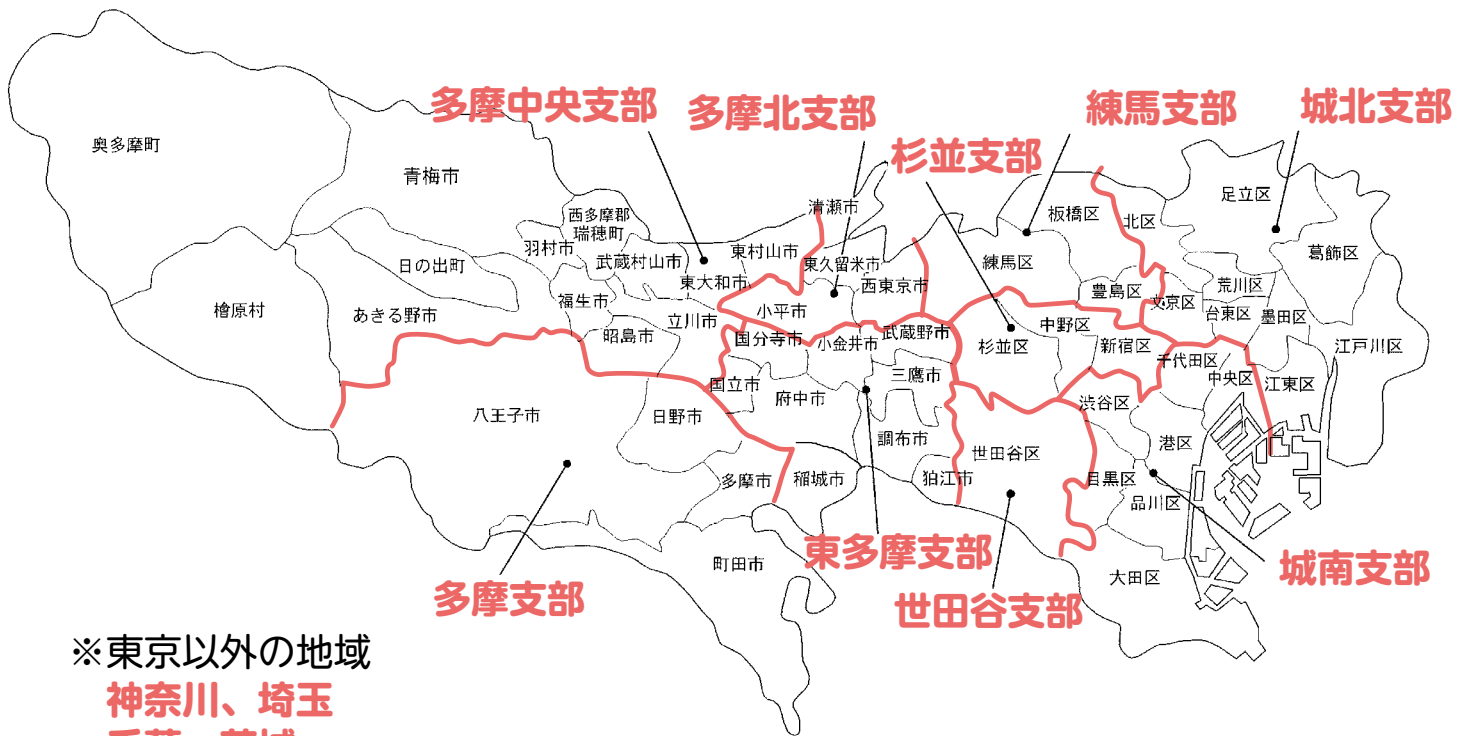 多摩中央支部
多摩北支部
杉並支部
練馬支部
城北支部
奥多摩町
青梅市
西多摩郡
瑞穂町
羽村市
武蔵村山市
東大和市
東村山市
清瀬市
東久留米市
西東京市
練馬区
板橋区
北区
足立区
葛飾区
荒川区
豊島区
文京区
台東区
墨田区
江戸川区
檜原村
日の出町
あきる野市
福生市
昭島市
立川市
小平市
国分寺市
小金井市
武蔵野市
杉並区
中野区
新宿区
千代田区
中央区
江東区
八王子市
日野市
国立市
府中市
三鷹市
調布市
渋谷区
港区
世田谷区
目黒区
品川区
多摩市
稲城市
狛江市
町田市
大田区
多摩支部
東多摩支部
世田谷支部
城南支部
※東京以外の地域
神奈川、埼玉